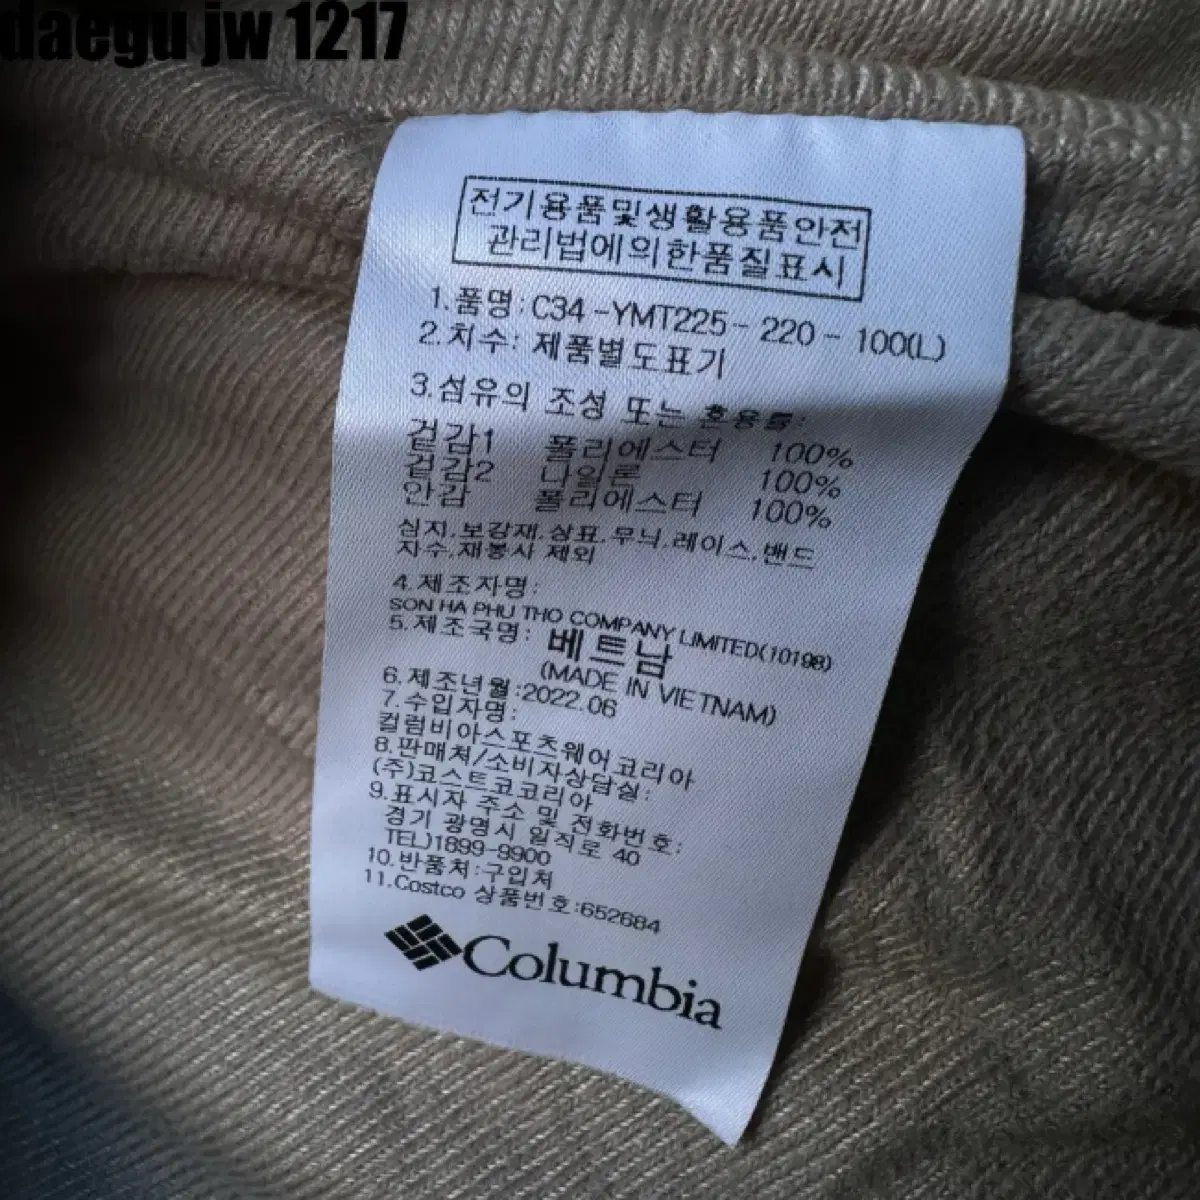 daegu jw 1217
전기용품및생활용품안전
관리법에의한품질표시
1.품명:C34-YMT225-220-100(L)
2.치수: 제품별도표기
3.섬유의 조성 또는 혼용률:
겉감1 폴리에스터 100%
겉감2 나일론 100%
안감 폴리에스터 100%
심지,보강재,상표,무늬,레이스,밴드
자수,재봉사 제외
4.제조자명:
SON HA PHU THO COMPANY LIMITED(10198)
5.제조국명: 베트남
(MADE IN VIETNAM)
6.제조년월:2022.06
7.수입자명:
컬럼비아스포츠웨어코리아
8.판매처/소비자상담실:
(주)코스트코코리아
9.표시자 주소 및 전화번호:
경기 광명시 일직로 40
TEL)1899-9900
10.반품처:구입처
11.Costco 상품번호:652684
Columbia